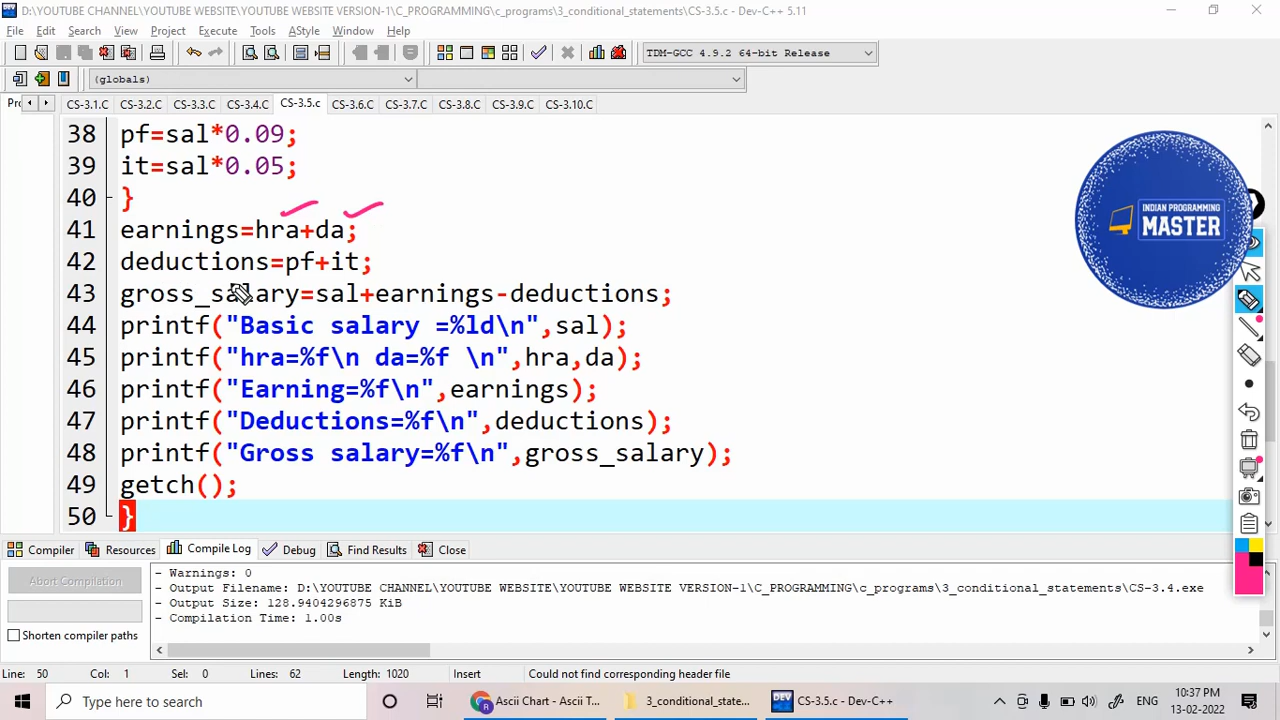 D:\YOUTUBE CHANNEL\YOUTUBE WEBSITE\YOUTUBE WEBSITE VERSION-1\C_PROGRAMMING\c_programs\3_conditional_statements\CS-3.5.c - Dev-C++ 5.11
File Edit Search View Project Execute Tools AStyle Window Help
TDM-GCC 4.9.2 64-bit Release
(globals)
Pr CS-3.1.C CS-3.2.C CS-3.3.C CS-3.4.C CS-3.5.c CS-3.6.C CS-3.7.C CS-3.8.C CS-3.9.C CS-3.10.C
38 pf=sal*0.09;
39 it=sal*0.05;
40 }
41 earnings=hra+da;
42 deductions=pf+it;
43 gross_salary=sal+earnings-deductions;
44 printf("Basic salary =%ld\n",sal);
45 printf("hra=%f\n da=%f \n",hra,da);
46 printf("Earning=%f\n",earnings);
47 printf("Deductions=%f\n",deductions);
48 printf("Gross salary=%f\n",gross_salary);
49 getch();
50 }
INDIAN PROGRAMMING
MASTER
Compiler Resources Compile Log Debug Find Results Close
Abort Compilation
Shorten compiler paths
- Warnings: 0
- Output Filename: D:\YOUTUBE CHANNEL\YOUTUBE WEBSITE\YOUTUBE WEBSITE VERSION-1\C_PROGRAMMING\c_programs\3_conditional_statements\CS-3.4.exe
- Output Size: 128.9404296875 KiB
- Compilation Time: 1.00s
Line: 50 Col: 1 Sel: 0 Lines: 62 Length: 1020 Insert Could not find corresponding header file
Type here to search
Ascii Chart - Ascii T...
3_conditional_state...
CS-3.5.c - Dev-C++
10:37 PM
13-02-2022